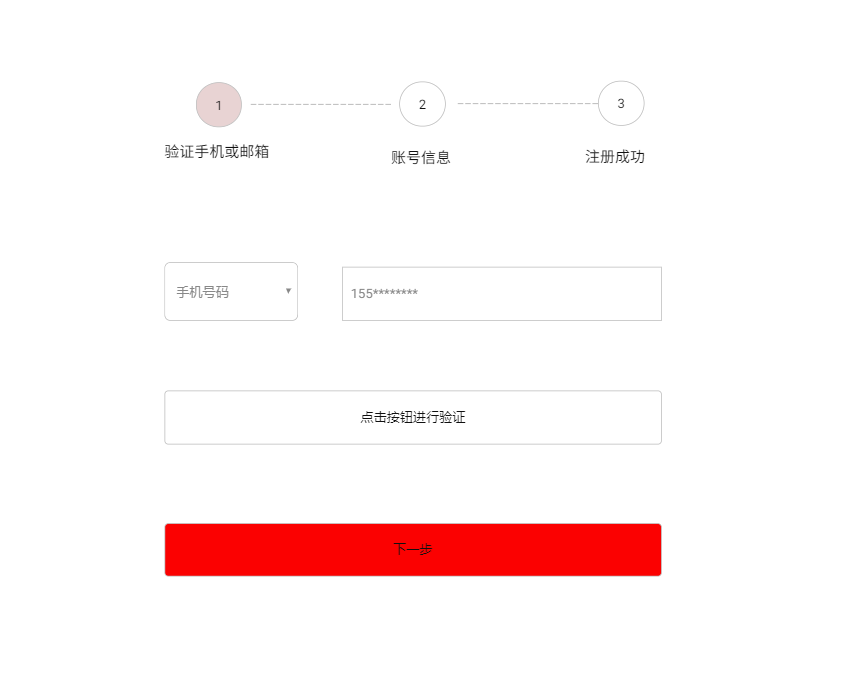 1
2
3
验证手机或邮箱
账号信息
注册成功
手机号码
155********
点击按钮进行验证
下一步